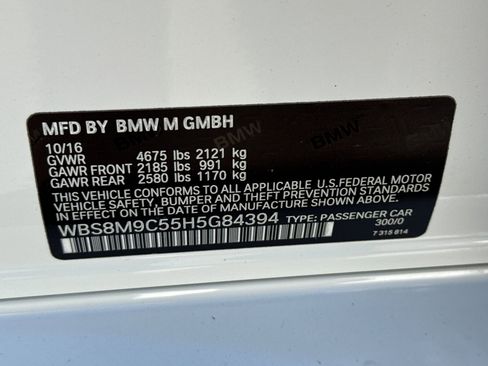 MFD BY BMW M GMBH
10/16
GVWR 4675 lbs 2121 kg
GAWR FRONT 2185 lbs 991 kg
GAWR REAR 2580 lbs 1170 kg
THIS VEHICLE CONFORMS TO ALL APPLICABLE U.S.FEDERAL MOTOR
VEHICLE SAFETY, BUMPER AND THEFT PREVENTION STANDARDS
IN EFFECT ON THE DATE OF MANUFACTURE SHOWN ABOVE.
WBS8M9C55H5G84394 TYPE: PASSENGER CAR
300/0
7 315 814
BMW